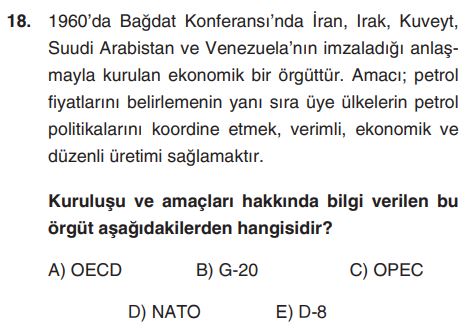 18. 1960’da Bağdat Konferansı’nda İran, Irak, Kuveyt,
Suudi Arabistan ve Venezuela’nın imzaladığı anlaş-
mayla kurulan ekonomik bir örgüttür. Amacı; petrol
fiyatlarını belirlemenin yanı sıra üye ülkelerin petrol
politikalarını koordine etmek, verimli, ekonomik ve
düzenli üretimi sağlamaktır.
Kuruluşu ve amaçları hakkında bilgi verilen bu
örgüt aşağıdakilerden hangisidir?
A) OECD B) G-20 C) OPEC
D) NATO E) D-8